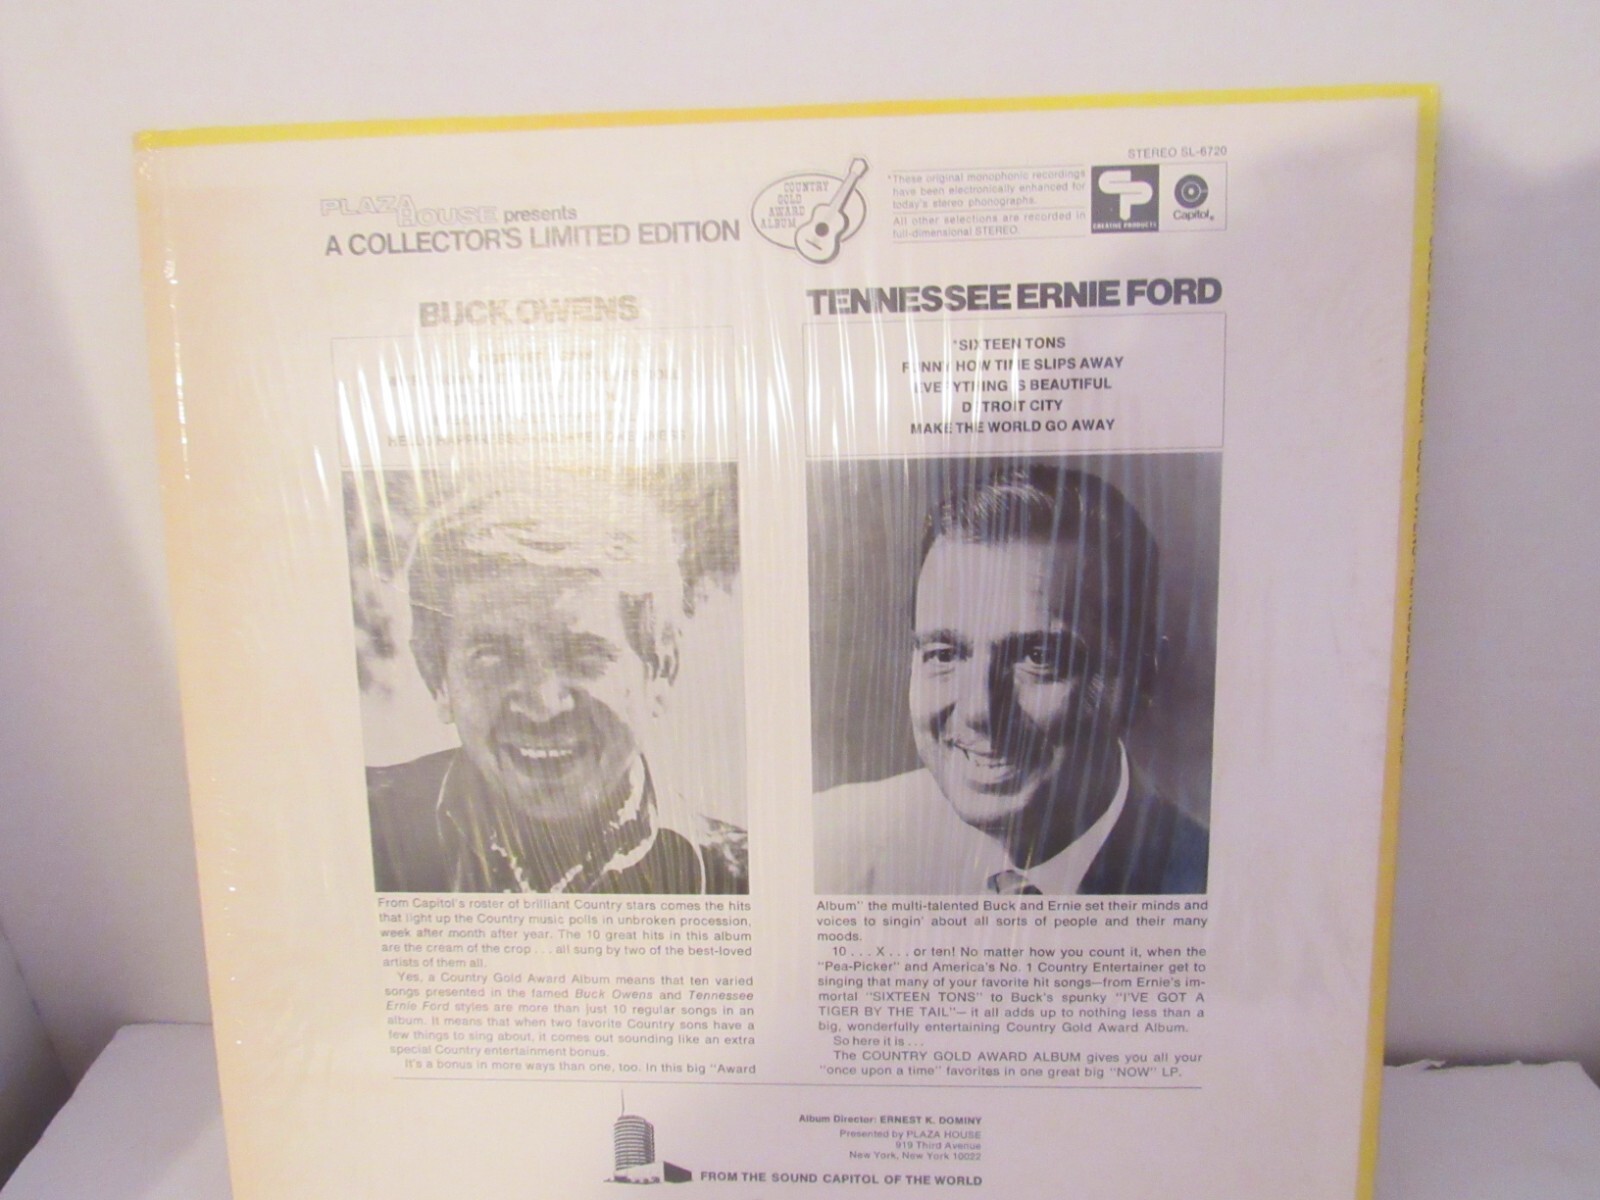 STEREO SL-6720
PLAZA HOUSE presents
A COLLECTOR'S LIMITED EDITION
COUNTRY
GOLD
AWARD
ALBUM
*These original monophonic recordings
have been electronically enhanced for
today's stereo phonographs.
All other selections are recorded in
full-dimensional STEREO.
CP
CREATIVE PRODUCTS
Capitol®
BUCK OWENS
TENNESSEE ERNIE FORD
*SIXTEEN TONS
FUNNY HOW TIME SLIPS AWAY
EVERYTHING IS BEAUTIFUL
DETROIT CITY
MAKE THE WORLD GO AWAY
From Capitol's roster of brilliant Country stars comes the hits
that light up the Country music polls in unbroken procession,
week after month after year. The 10 great hits in this album
are the cream of the crop . . . all sung by two of the best-loved
artists of them all.
Yes, a Country Gold Award Album means that ten varied
songs presented in the famed Buck Owens and Tennessee
Ernie Ford styles are more than just 10 regular songs in an
album. It means that when two favorite Country sons have a
few things to sing about, it comes out sounding like an extra
special Country entertainment bonus.
It's a bonus in more ways than one, too. In this big "Award
Album" the multi-talented Buck and Ernie set their minds and
voices to singin' about all sorts of people and their many
moods.
10 . . . X . . . or ten! No matter how you count it, when the
"Pea-Picker" and America's No. 1 Country Entertainer get to
singing that many of your favorite hit songs—from Ernie's im-
mortal "SIXTEEN TONS" to Buck's spunky "I'VE GOT A
TIGER BY THE TAIL"— it all adds up to nothing less than a
big, wonderfully entertaining Country Gold Award Album.
So here it is . . .
The COUNTRY GOLD AWARD ALBUM gives you all your
"once upon a time" favorites in one great big "NOW" LP.
Album Director: ERNEST K. DOMINY
Presented by PLAZA HOUSE
919 Third Avenue
New York, New York 10022
FROM THE SOUND CAPITOL OF THE WORLD